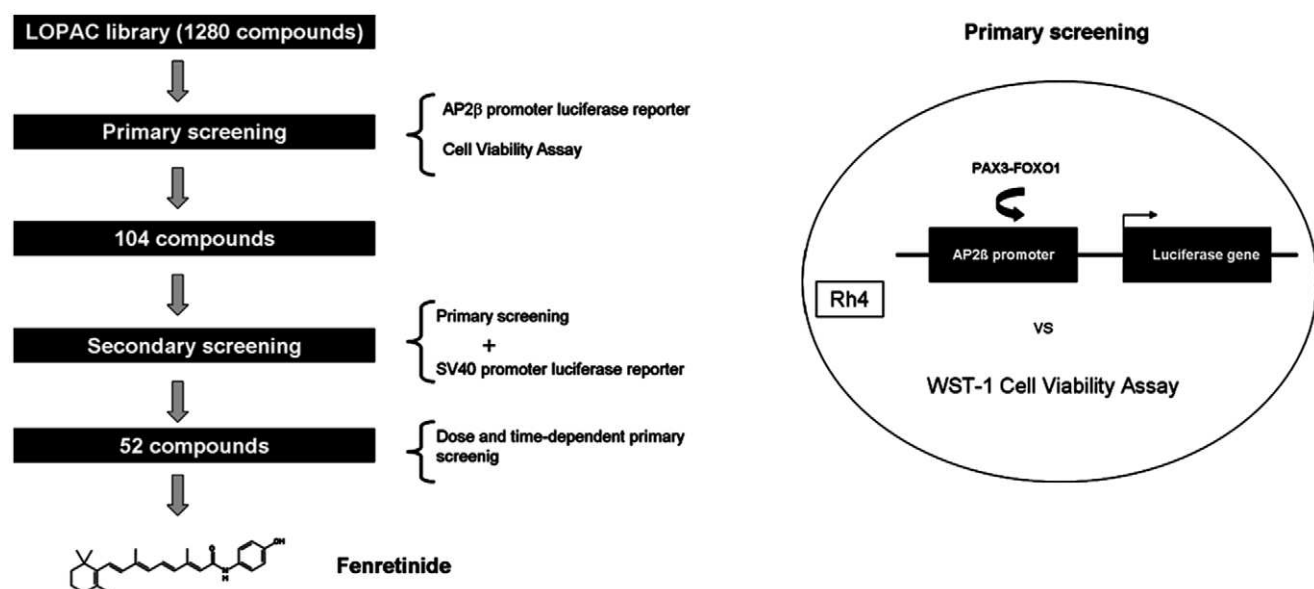 LOPAC library (1280 compounds)
Primary screening
AP2β promoter luciferase reporter
Cell Viability Assay
104 compounds
Secondary screening
Primary screening
+
SV40 promoter luciferase reporter
52 compounds
Dose and time-dependent primary
screenig
O
N
H
OH
Fenretinide
Primary screening
PAX3-FOXO1
AP2ß promoter
Luciferase gene
Rh4
VS
WST-1 Cell Viability Assay